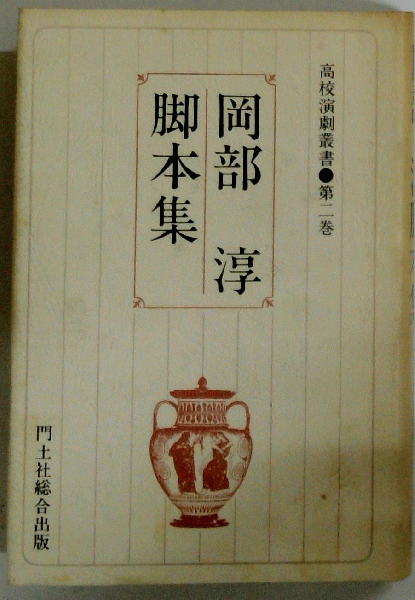 高校演劇叢書●第二巻
岡部 淳
脚本集
門土社総合出版